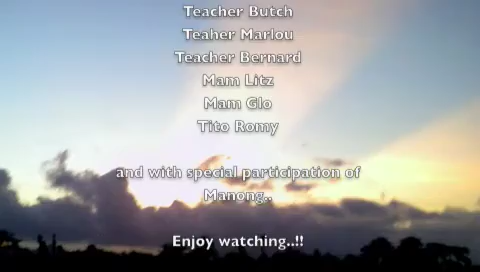 Teacher Butch
Teaher Marlou
Teacher Bernard
Mam Litz
Mam Glo
Tito Romy
and with special participation of
Manong..
Enjoy watching..!!